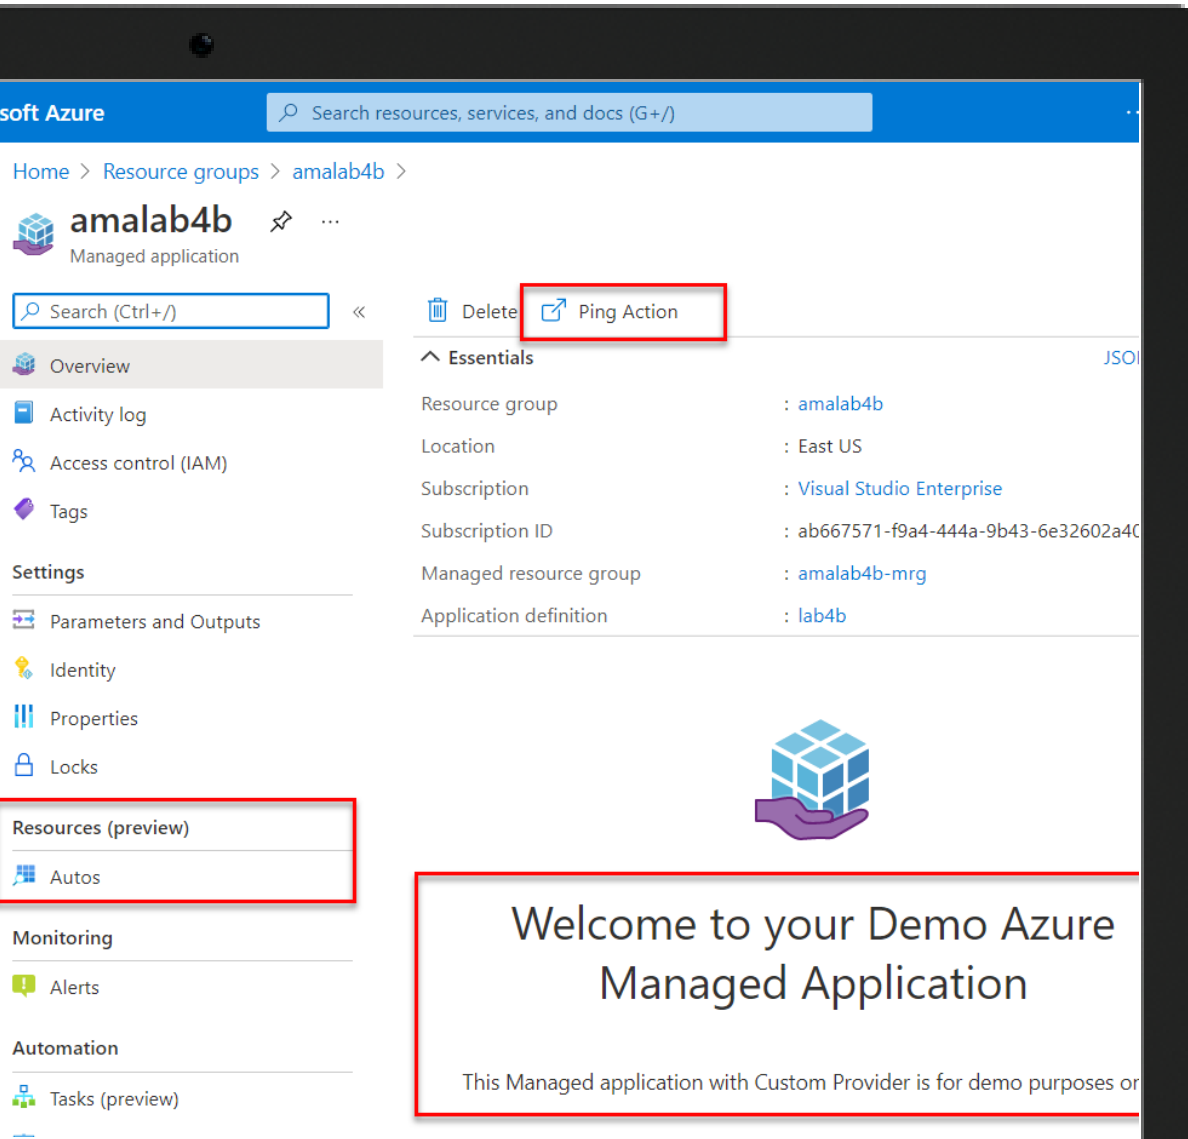 soft Azure
Search resources, services, and docs (G+/)
Home > Resource groups > amalab4b >
amalab4b
Managed application
Search (Ctrl+/)
Delete
Ping Action
Overview
Activity log
Access control (IAM)
Tags
Settings
Parameters and Outputs
Identity
Properties
Locks
Resources (preview)
Autos
Monitoring
Alerts
Automation
Tasks (preview)
Essentials
Resource group : amalab4b
Location : East US
Subscription : Visual Studio Enterprise
Subscription ID : ab667571-f9a4-444a-9b43-6e32602a40
Managed resource group : amalab4b-mrg
Application definition : lab4b
Welcome to your Demo Azure
Managed Application
This Managed application with Custom Provider is for demo purposes